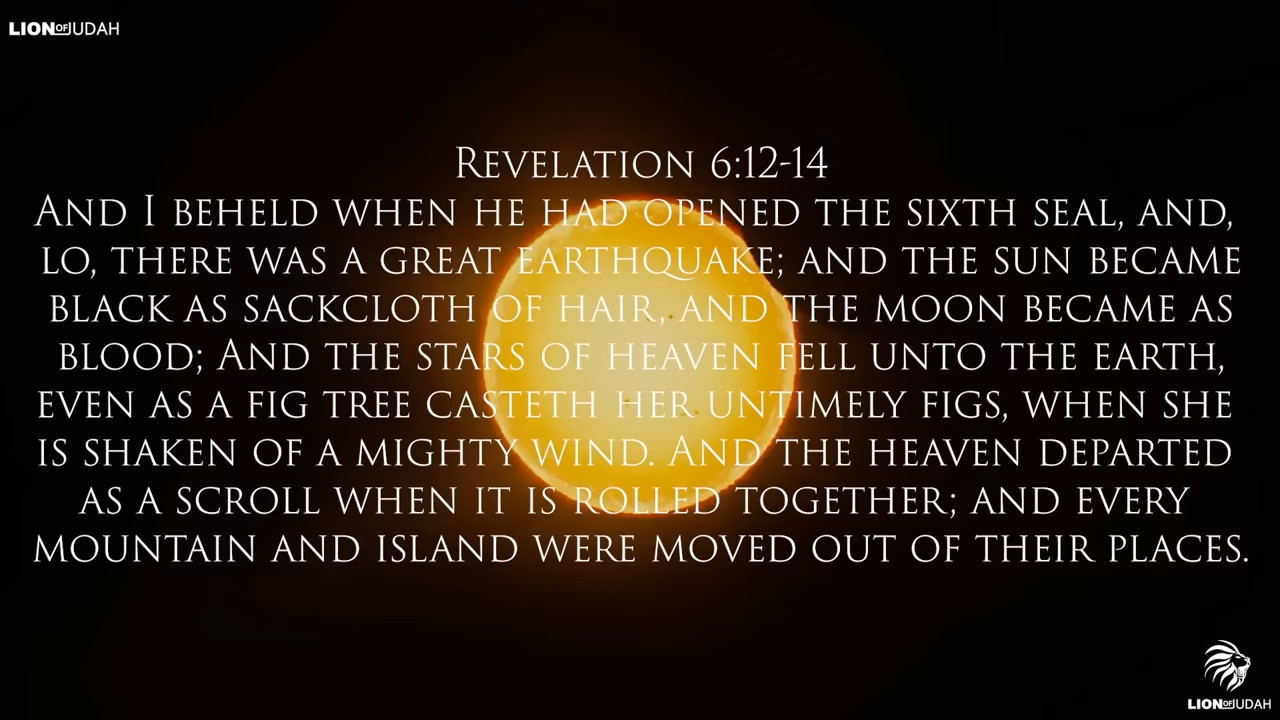 LION OF JUDAH
REVELATION 6:12-14
AND I BEHELD WHEN HE HAD OPENED THE SIXTH SEAL, AND,
LO, THERE WAS A GREAT EARTHQUAKE; AND THE SUN BECAME
BLACK AS SACKCLOTH OF HAIR, AND THE MOON BECAME AS
BLOOD; AND THE STARS OF HEAVEN FELL UNTO THE EARTH,
EVEN AS A FIG TREE CASTETH HER UNTIMELY FIGS, WHEN SHE
IS SHAKEN OF A MIGHTY WIND. AND THE HEAVEN DEPARTED
AS A SCROLL WHEN IT IS ROLLED TOGETHER; AND EVERY
MOUNTAIN AND ISLAND WERE MOVED OUT OF THEIR PLACES.
LION OF JUDAH